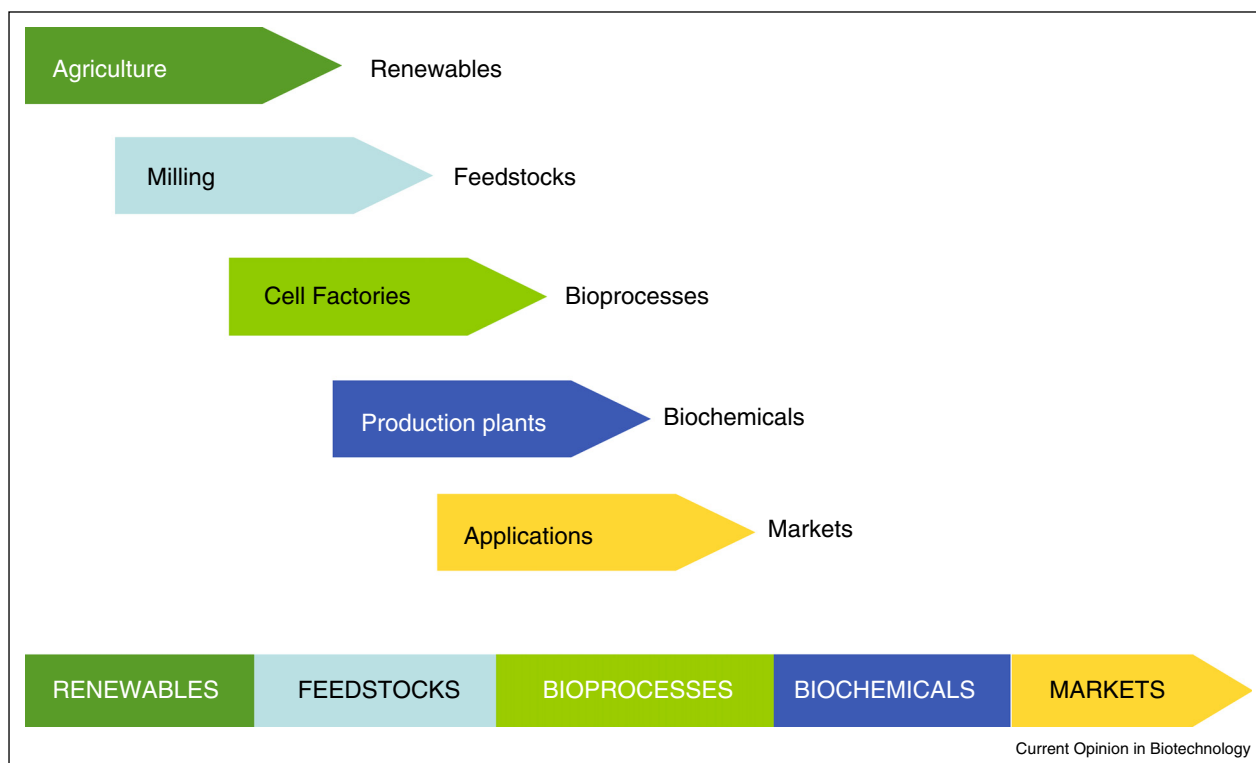 Agriculture
Renewables
Milling
Feedstocks
Cell Factories
Bioprocesses
Production plants
Biochemicals
Applications
Markets
RENEWABLES
FEEDSTOCKS
BIOPROCESSES
BIOCHEMICALS
MARKETS
Current Opinion in Biotechnology